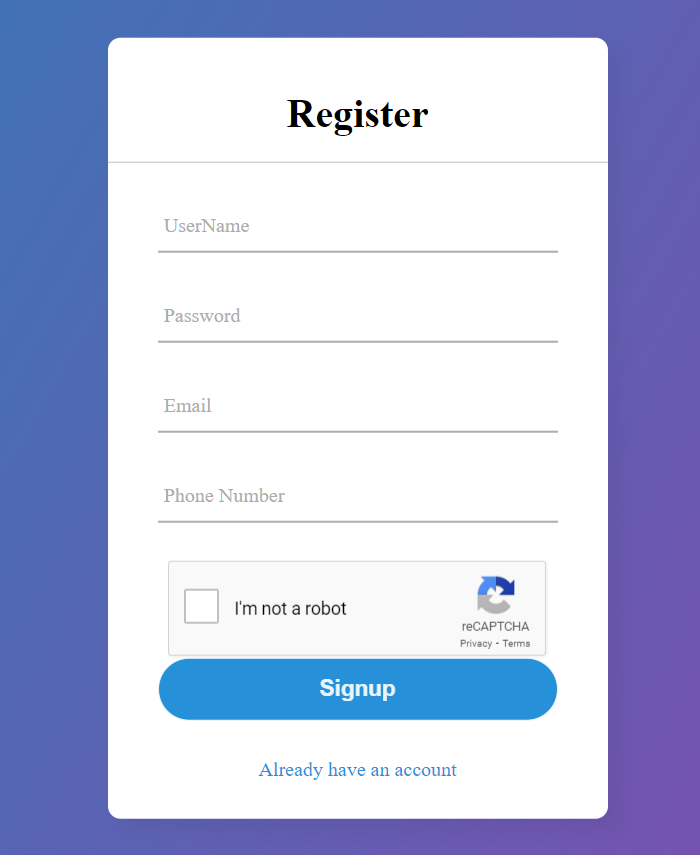 Register
UserName
Password
Email
Phone Number
I'm not a robot
reCAPTCHA
Privacy • Terms
Signup
Already have an account